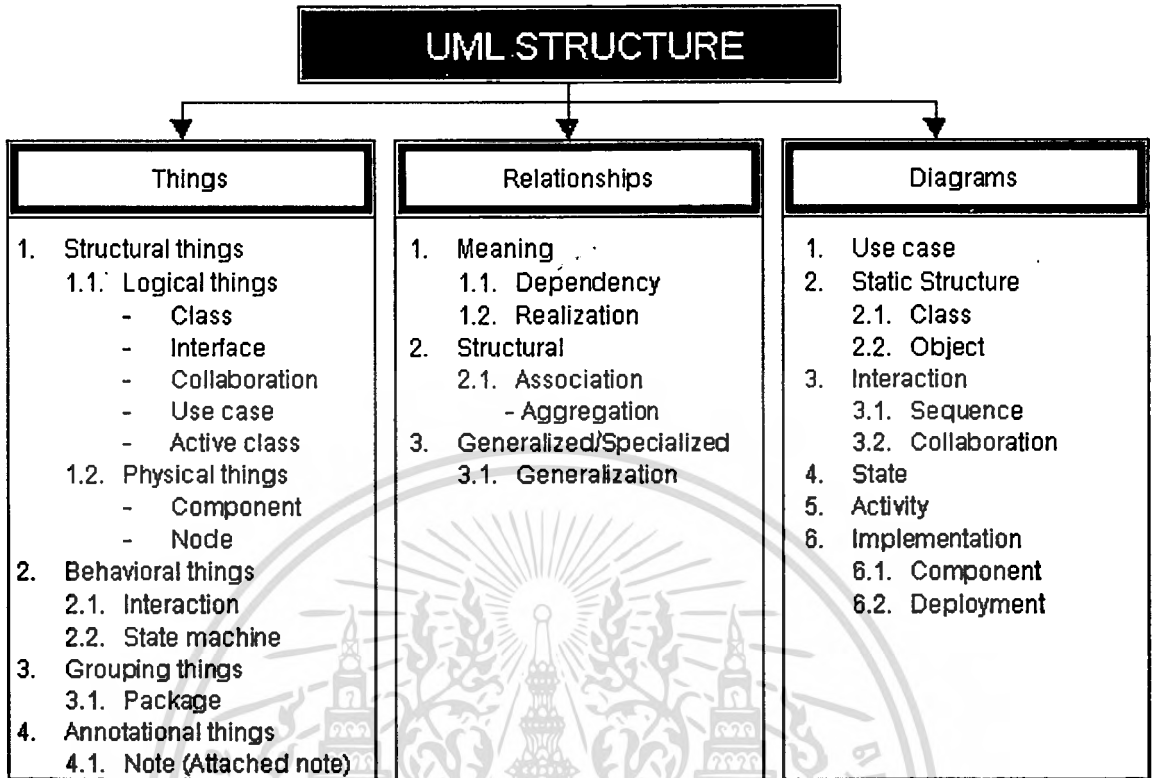 UML STRUCTURE
Things
1. Structural things
1.1. Logical things
- Class
- Interface
- Collaboration
- Use case
- Active class
1.2. Physical things
- Component
- Node
2. Behavioral things
2.1. Interaction
2.2. State machine
3. Grouping things
3.1. Package
4. Annotational things
4.1. Note (Attached note)
Relationships
1. Meaning
1.1. Dependency
1.2. Realization
2. Structural
2.1. Association
- Aggregation
3. Generalized/Specialized
3.1. Generalization
Diagrams
1. Use case
2. Static Structure
2.1. Class
2.2. Object
3. Interaction
3.1. Sequence
3.2. Collaboration
4. State
5. Activity
6. Implementation
6.1. Component
6.2. Deployment